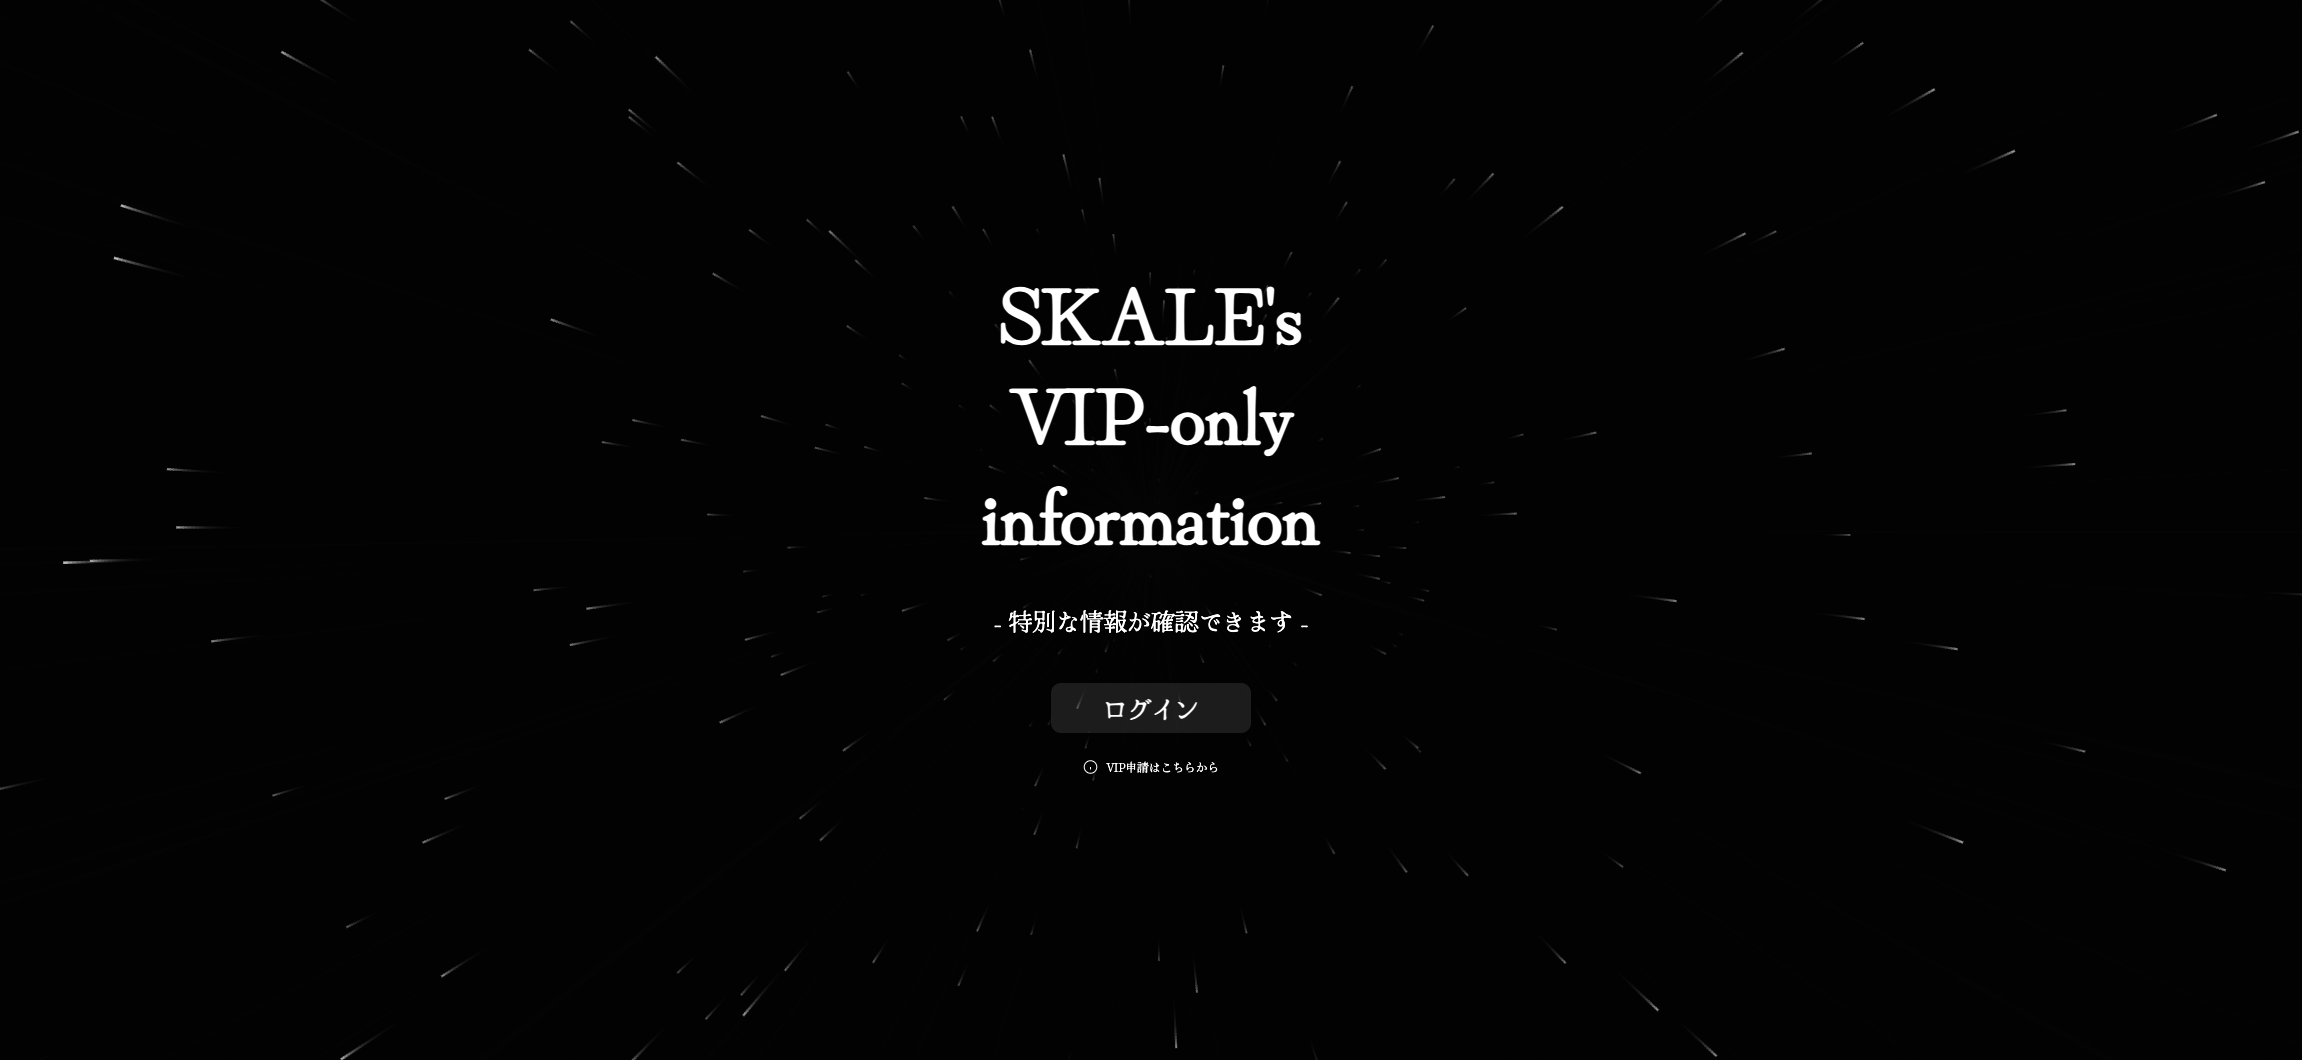 SKALE's
VIP-only
information
- 特別な情報が確認できます -
ログイン
VIP申請はこちらから